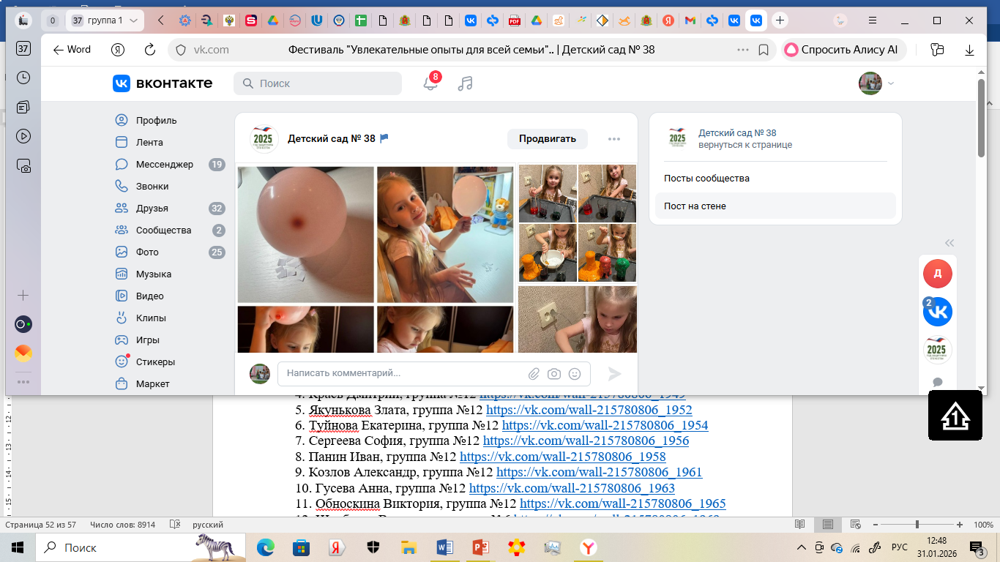 0
37 группа 1
37
Word
vk.com
Фестиваль "Увлекательные опыты для всей семьи".. | Детский сад № 38
Спросить Алису AI
вконтакте
Поиск
8
Профиль
Лента
Мессенджер 19
Звонки
Друзья 32
Сообщества 2
Фото 25
Музыка
Видео
Клипы
Игры
Стикеры
Маркет
2025
Детский сад № 38
Продвигать
Написать комментарий...
2025
Детский сад № 38
вернуться к странице
Посты сообщества
Пост на стене
Д
2
2025
5. Якунькова Злата, группа №12 https://vk.com/wall-215780806_1952
6. Туйнова Екатерина, группа №12 https://vk.com/wall-215780806_1954
7. Сергеева София, группа №12 https://vk.com/wall-215780806_1956
8. Панин Иван, группа №12 https://vk.com/wall-215780806_1958
9. Козлов Александр, группа №12 https://vk.com/wall-215780806_1961
10. Гусева Анна, группа №12 https://vk.com/wall-215780806_1963
11. Обноскина Виктория, группа №12 https://vk.com/wall-215780806_1965
1
Страница 52 из 57
Число слов: 8914
русский
100%
Поиск
РУС
12:48
31.01.2026
3